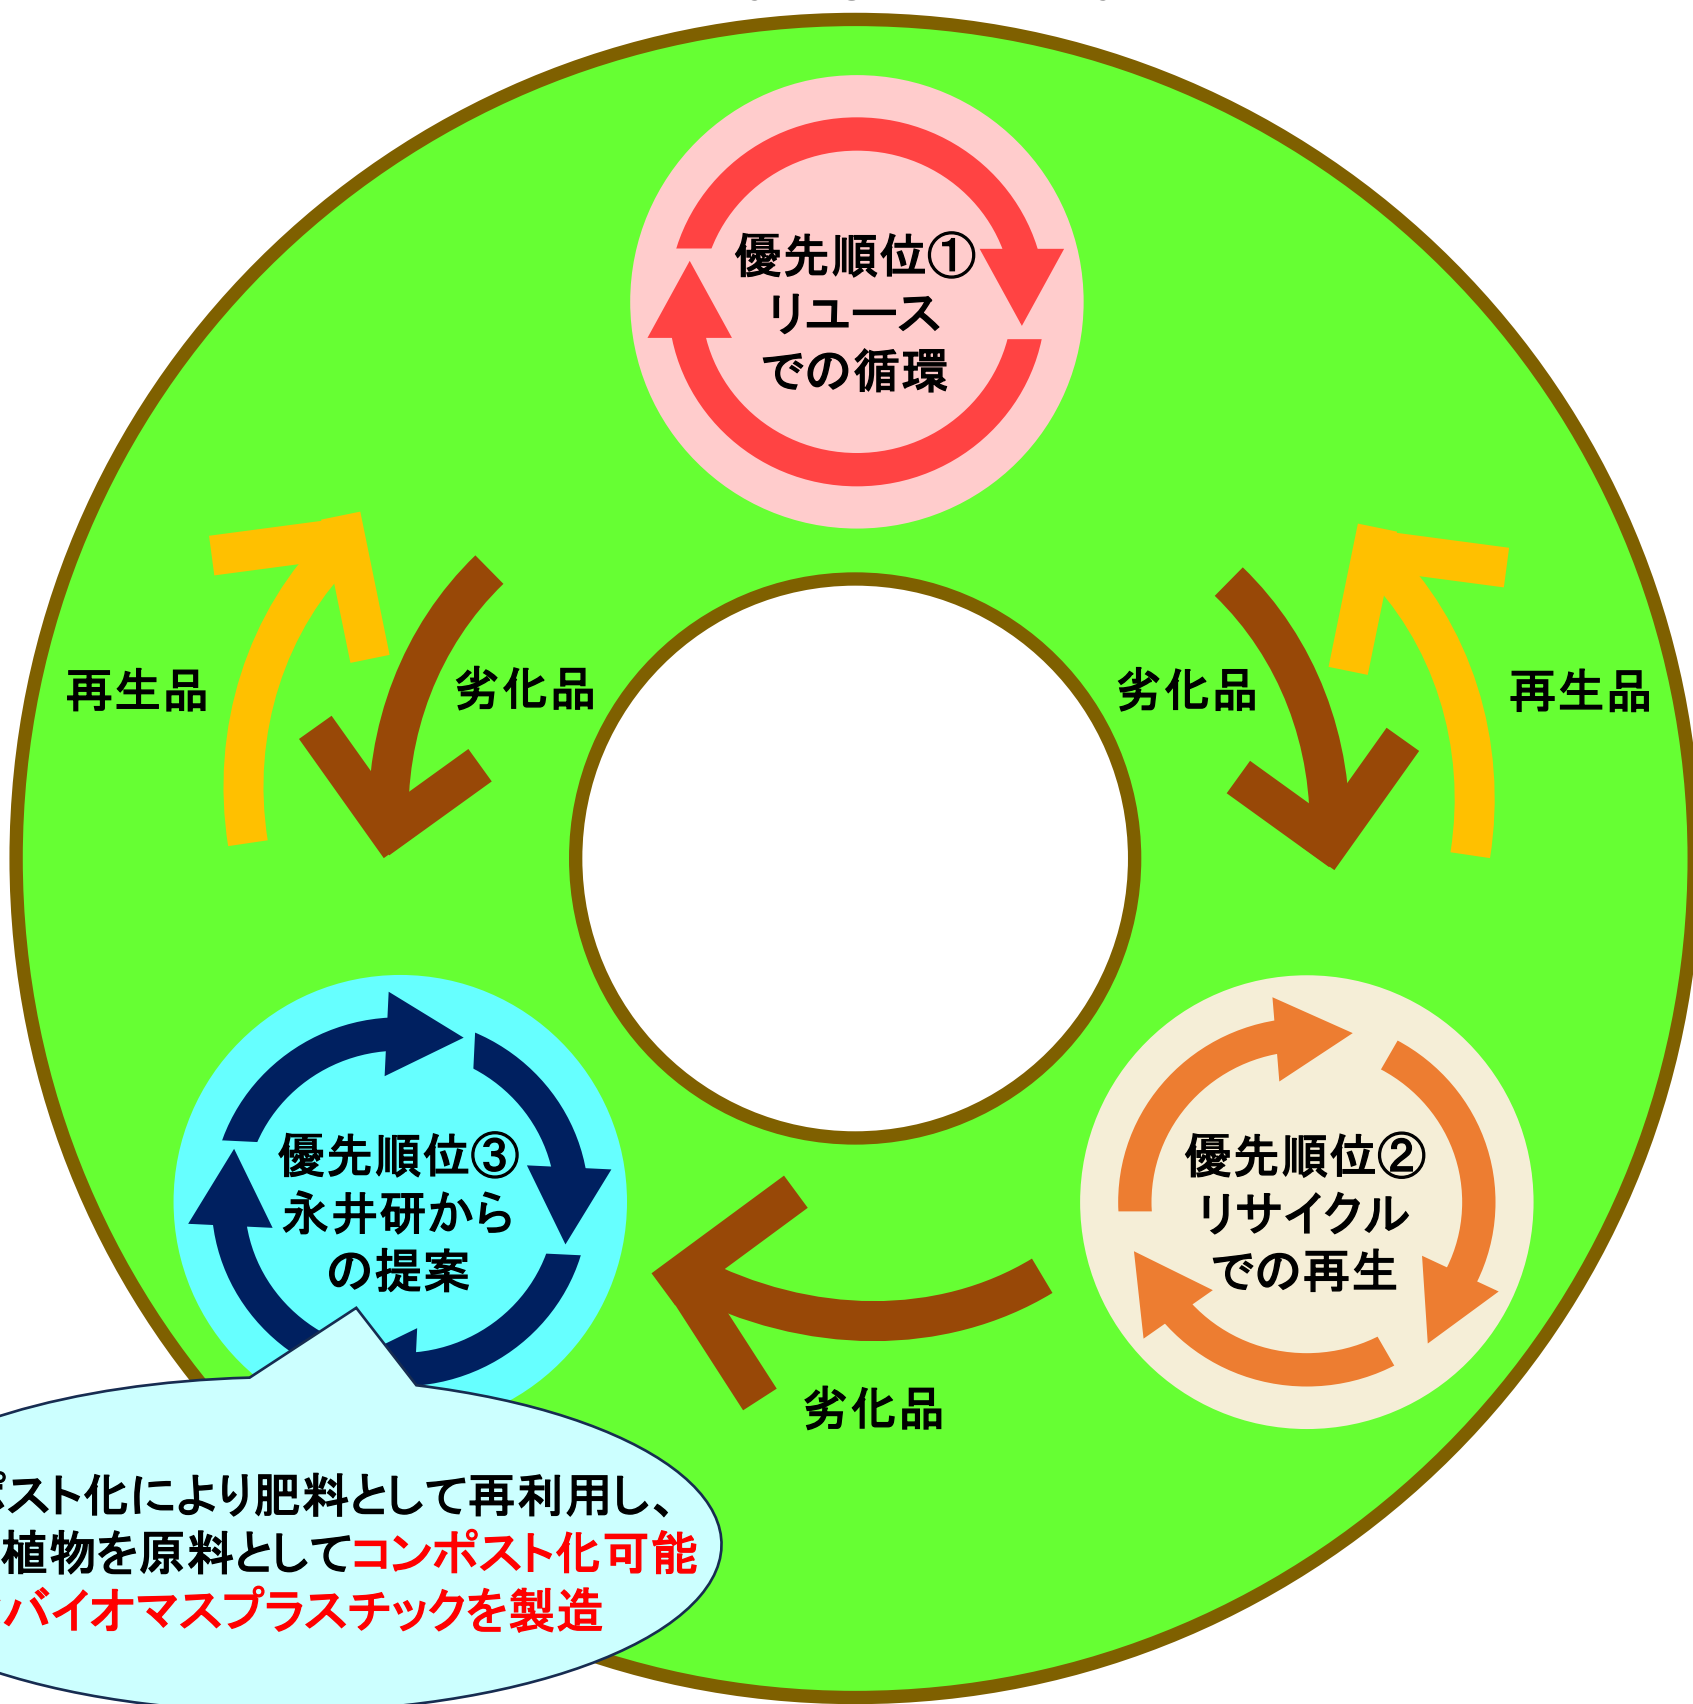 優先順位①
リユース
での循環
再生品
劣化品
劣化品
再生品
優先順位③
永井研から
の提案
優先順位②
リサイクル
での再生
劣化品
ポスト化により肥料として再利用し、
植物を原料としてコンポスト化可能
バイオマスプラスチックを製造